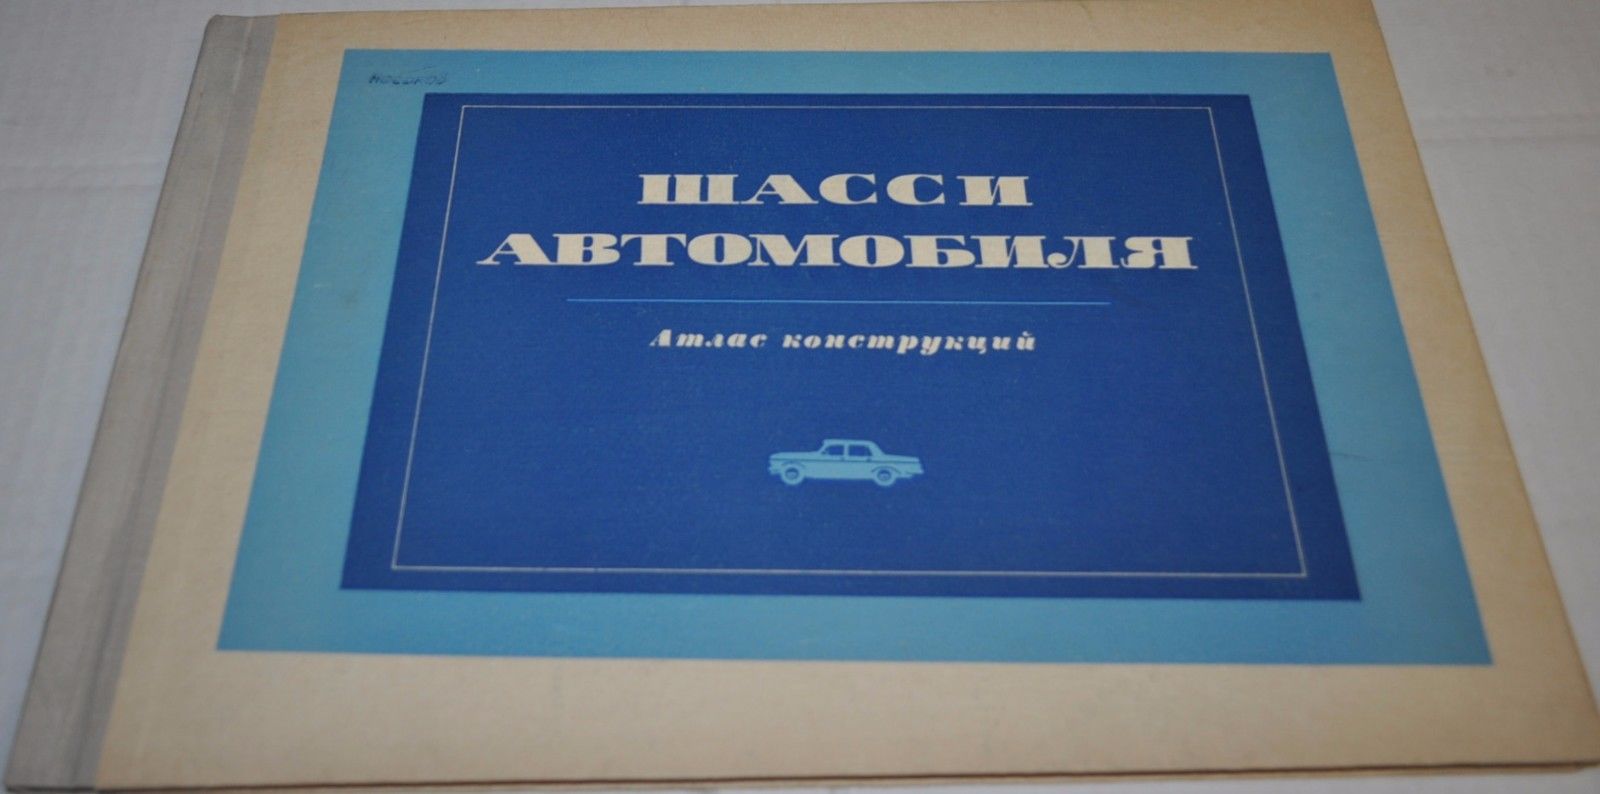 ШАССИ
АВТОМОБИЛЯ
Атлас конструкций